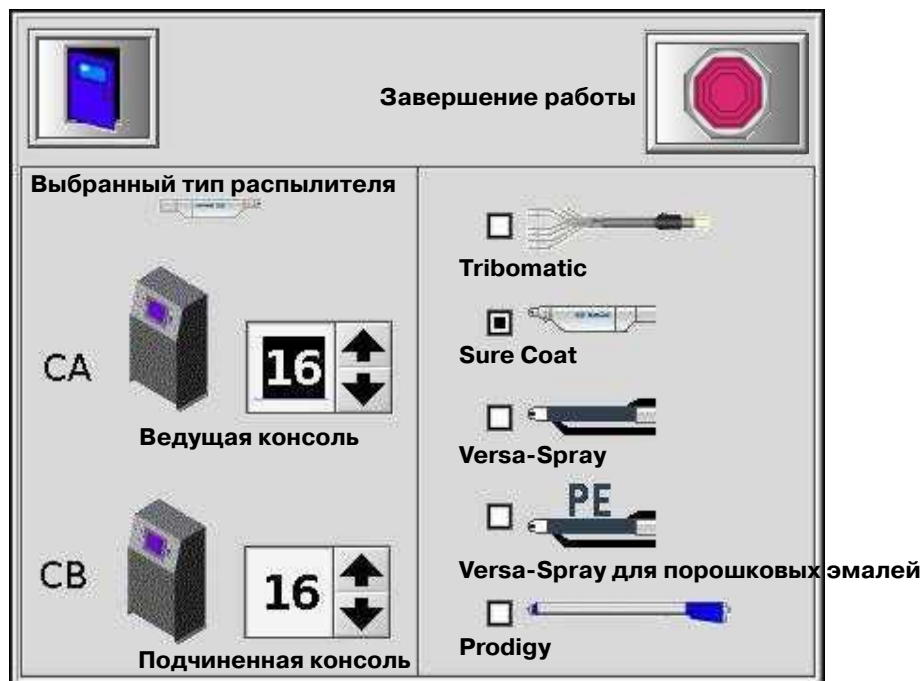 Завершение работы
Выбранный тип распылителя
CA
16
Ведущая консоль
CB
16
Подчиненная консоль
Tribomatic
Sure Coat
Versa-Spray
PE
Versa-Spray для порошковых эмалей
Prodigy